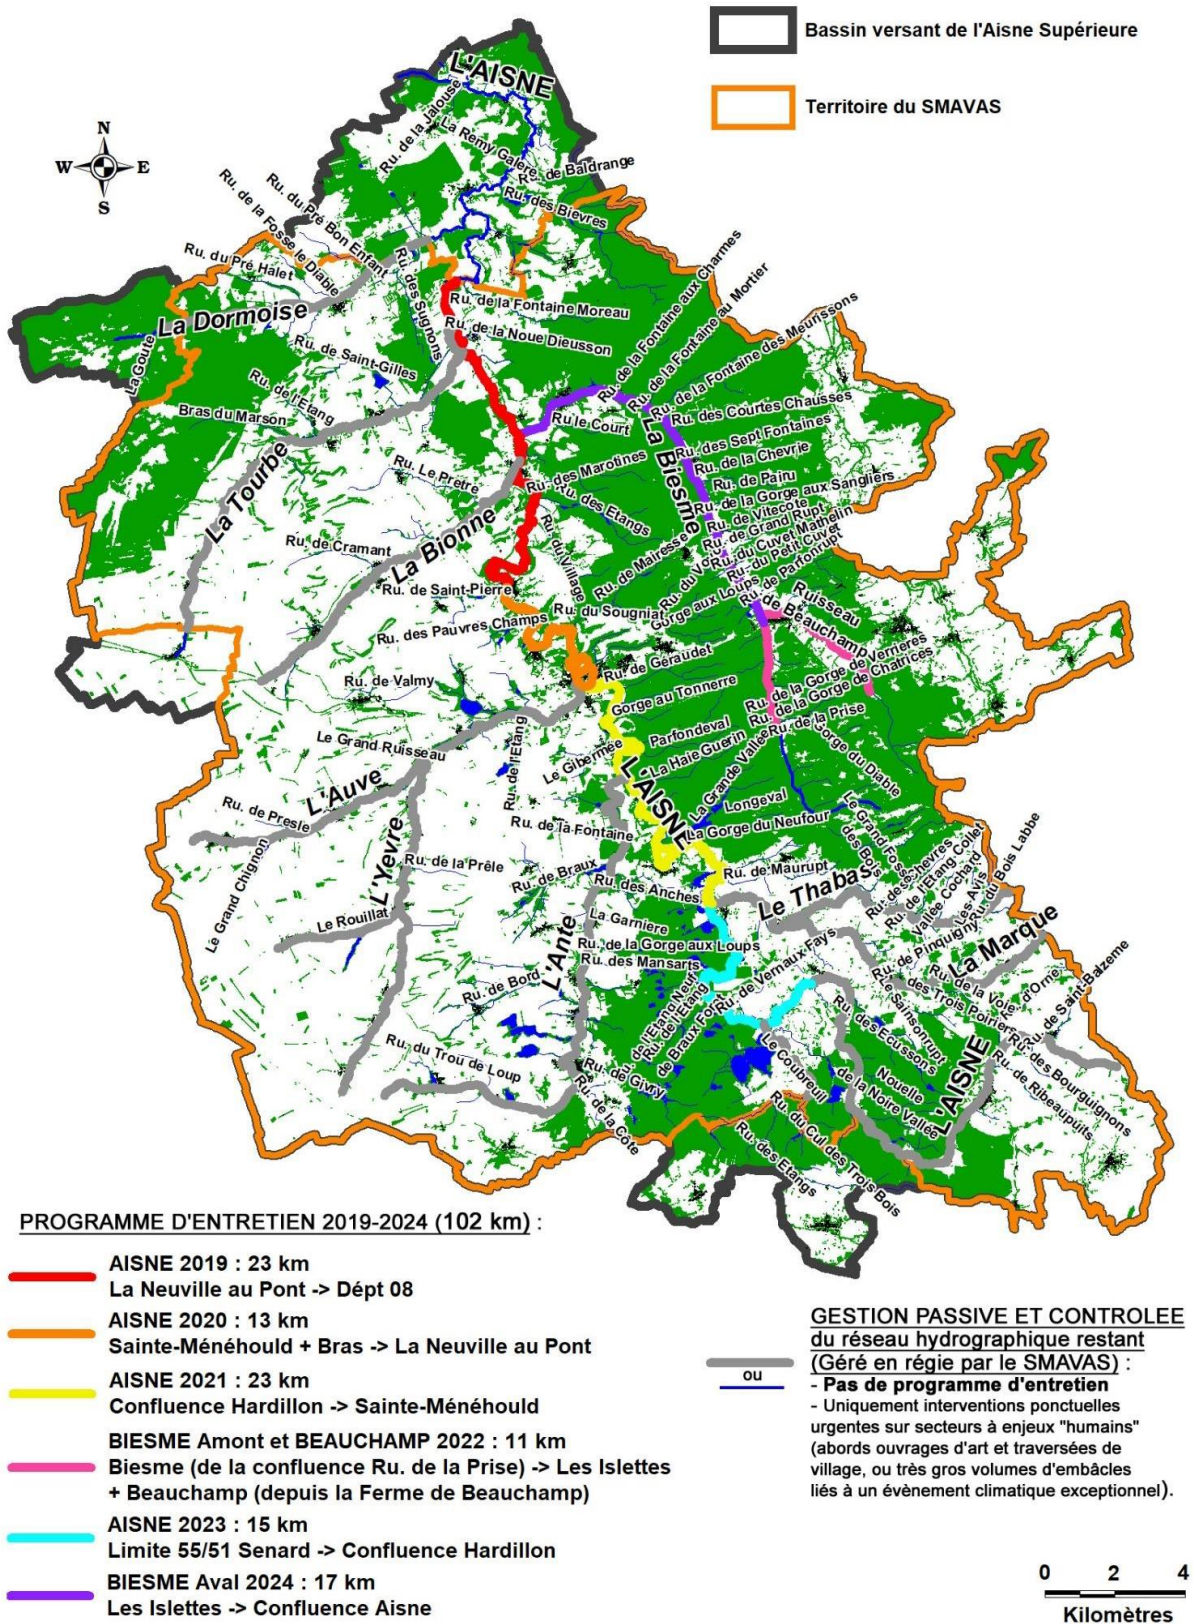 Bassin versant de l'Aisne Supérieure
Territoire du SMAVAS
N
W E
S
L'AISNE
Ru. de la Jalouse
La Remy Galere
Ru. de Baldrange
Ru. des Bievres
Ru. du Pré Bon Enfant
Ru. de la Fosse le Diable
Ru. du Pré Halet
Ru. des Sugnons
La Dormoise
La Goute
Ru. de la Fontaine Moreau
Ru. de la Noue Dieusson
Ru. de Saint-Gilles
Ru. de l'Etang
Bras du Marson
La Tourbe
Ru. de la Fontaine aux Charmes
Ru. de la Fontaine au Mortier
Ru. de la Fontaine des Meurissons
Ru. des Courtes Chausses
Ru le Court
La Biesme
Ru. des Sept Fontaines
Ru. de la Chevrie
Ru. de Pairu
Ru. de la Gorge aux Sangliers
Ru. de Vitecote
Ru. de Grand Rupt
Ru. du Cuvet Mathelin
Ru. du Petit Cuvet
Ru. de Parfonrupt
Ru. Le Pretre
Ru. des Marotines
Ru. des Etangs
La Bionne
Ru. de Cramant
Ru. du Village
Ru. de Mairesse
Gorge aux Loups
Ru. de Saint-Pierre
Ru. du Sougniat
Ru. des Pauvres Champs
Ruisseau
de Beauchamp
Ru. de Géraudet
Ru. de la Gorge de Verrieres
Ru. de la Gorge de Chatrices
Ru. de la Prise
Ru. de Valmy
Gorge au Tonnerre
Parfondeval
Le Grand Ruisseau
Ru. de l'Etang
Le Gibermée
La Haie Guerin
La Grande Vallée
Gorge du Diable
L'Auve
L'AISNE
Longeval
Ru. de Presle
Ru. de la Fontaine
La Gorge du Neufour
Le Grand Fossé
des Bois
L'Yevre
Ru. de la Prêle
Ru. de Braux
Ru. de Maurupt
Le Grand Chignon
Ru. des Anches
Le Thabas
Ru. de l'Etang Collet
Vallée Cochard
Les Avis
Ru. du Bois Labbe
Le Rouillat
La Garniere
Ru. de la Gorge aux Loups
Ru. de Pinquigny
La Marque
L'Ante
Ru. des Mansarts
Ru. de Vernaux Fays
Ru. de la Voute
d'Orne
Ru. de Saint-Balzeme
Ru. de Bord
Ru. de l'Etang
de Braux Foret
Le Sainsonrupt
des Trois Poiriers
Ru. des Ecussons
Ru. des Bourguignons
Ru. du Trou de Loup
Ru. de Givry
Le Coubreuil
Nouelle
de la Noire Vallée
L'AISNE
Ru. de Ribeaupuits
Ru. de la Côte
Ru. du Cul des Trois Bois
Ru. des Etangs
PROGRAMME D'ENTRETIEN 2019-2024 (102 km) :
AISNE 2019 : 23 km
La Neuville au Pont -> Dépt 08
AISNE 2020 : 13 km
Sainte-Ménéhould + Bras -> La Neuville au Pont
AISNE 2021 : 23 km
Confluence Hardillon -> Sainte-Ménéhould
BIESME Amont et BEAUCHAMP 2022 : 11 km
Biesme (de la confluence Ru. de la Prise) -> Les Islettes
+ Beauchamp (depuis la Ferme de Beauchamp)
AISNE 2023 : 15 km
Limite 55/51 Senard -> Confluence Hardillon
BIESME Aval 2024 : 17 km
Les Islettes -> Confluence Aisne
ou
GESTION PASSIVE ET CONTROLEE
du réseau hydrographique restant
(Géré en régie par le SMAVAS) :
- Pas de programme d'entretien
- Uniquement interventions ponctuelles
urgentes sur secteurs à enjeux "humains"
(abords ouvrages d'art et traversées de
village, ou très gros volumes d'embâcles
liés à un évènement climatique exceptionnel).
0 2 4
Kilomètres